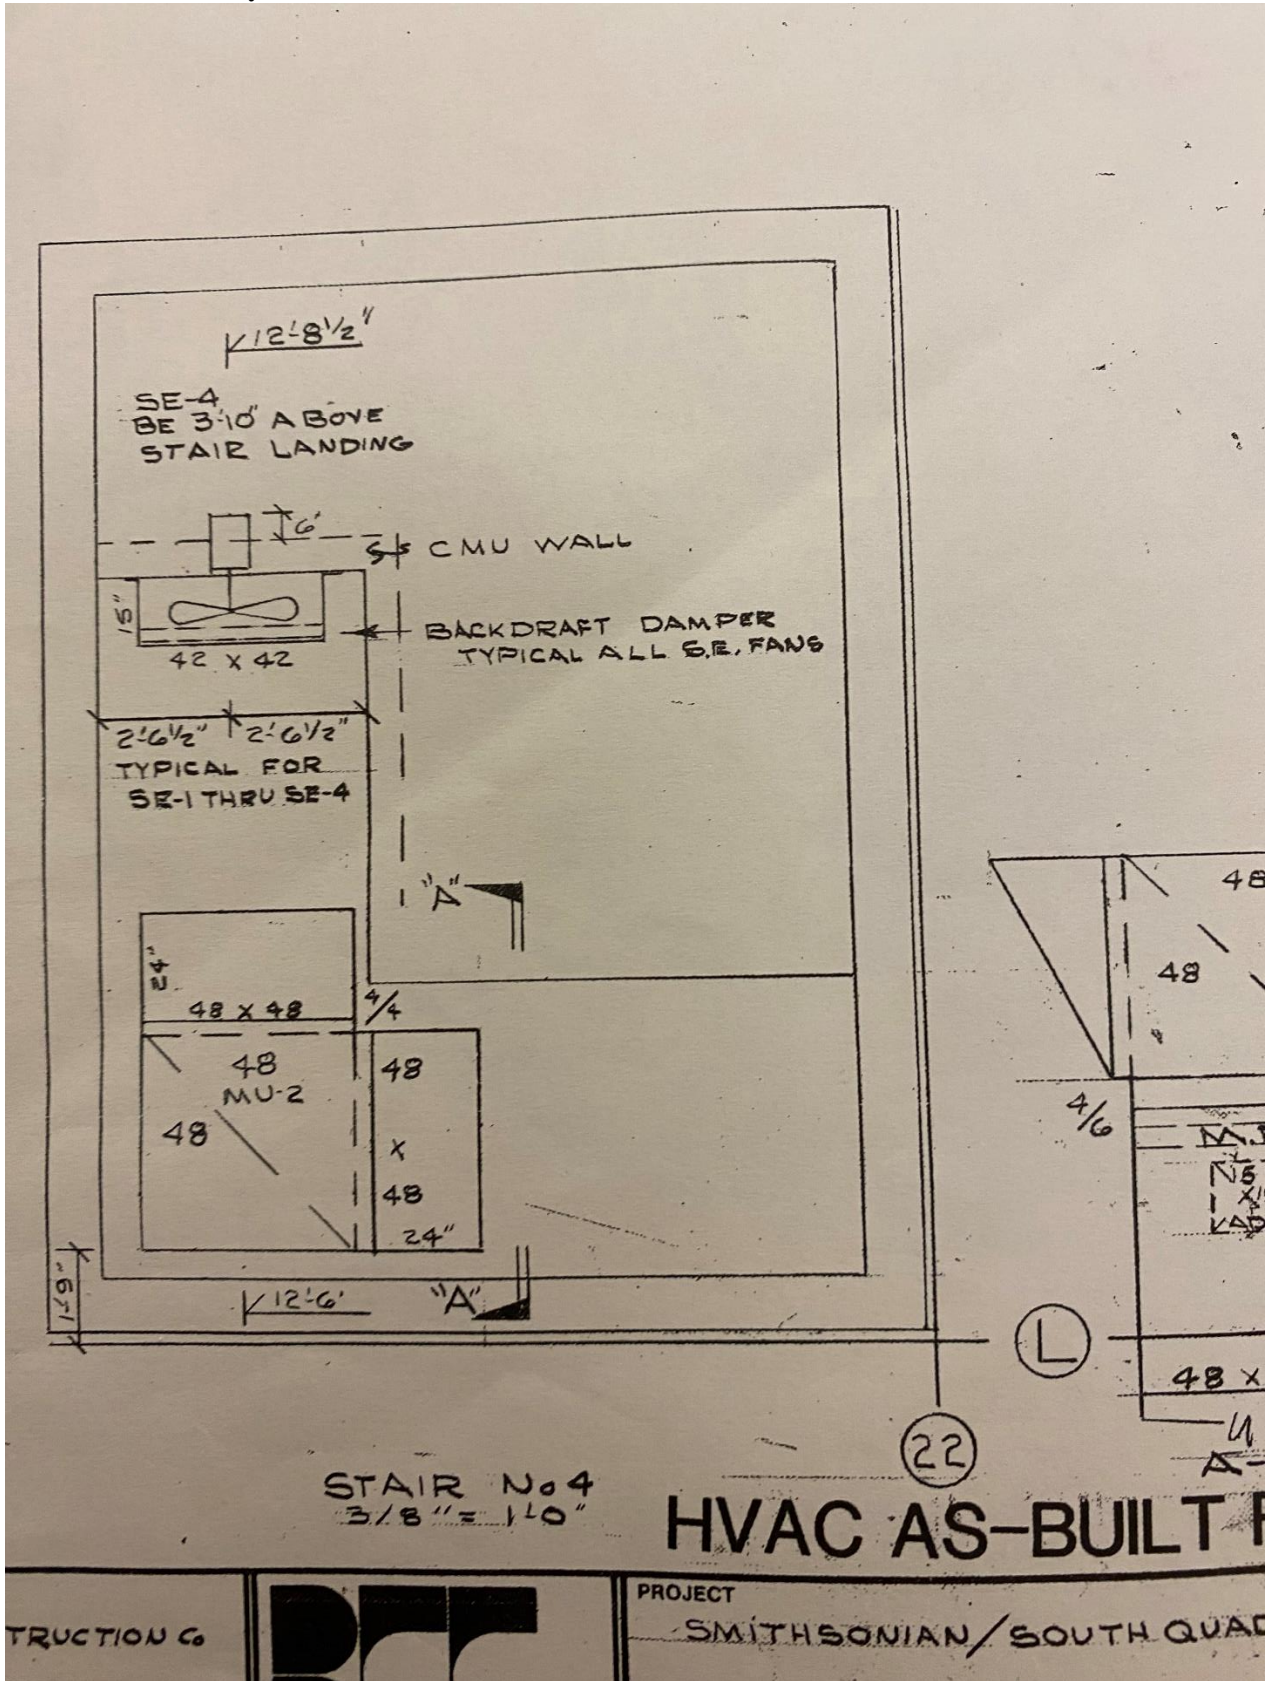 12'-8½"
SE-4
BE 3'-10" ABOVE
STAIR LANDING
6'
CMU WALL
15"
BACKDRAFT DAMPER
TYPICAL ALL S.E. FANS
42 X 42
2'-6½" 2'-6½"
TYPICAL FOR
SE-1 THRU SE-4
"A"
24"
48 X 48
4/4
48
MU-2
48
48
X
48
24"
1'-6"
12'-6'
"A"
48
48
4/6
L
48 X
22
STAIR No 4
3/8" = 1'-0"
HVAC AS-BUILT
TRUCTION Co
PROJECT
SMITHSONIAN/SOUTH QUAD